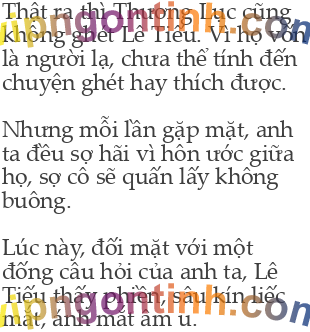 Thật ra thì Thương Lục cũng
không ghét Lê Tiếu. Vì họ vốn
là người lạ, chưa thể tính đến
chuyện ghét hay thích được.
Nhưng mỗi lần gặp mặt, anh
ta đều sợ hãi vì hôn ước giữa
họ, sợ cô sẽ quấn lấy không
buông.
Lúc này, đối mặt với một
đống câu hỏi của anh ta, Lê
Tiếu thấy phiền, sâu kín liếc
mắt, ánh mắt âm u.
vipngontinh.com
vipngontinh.com